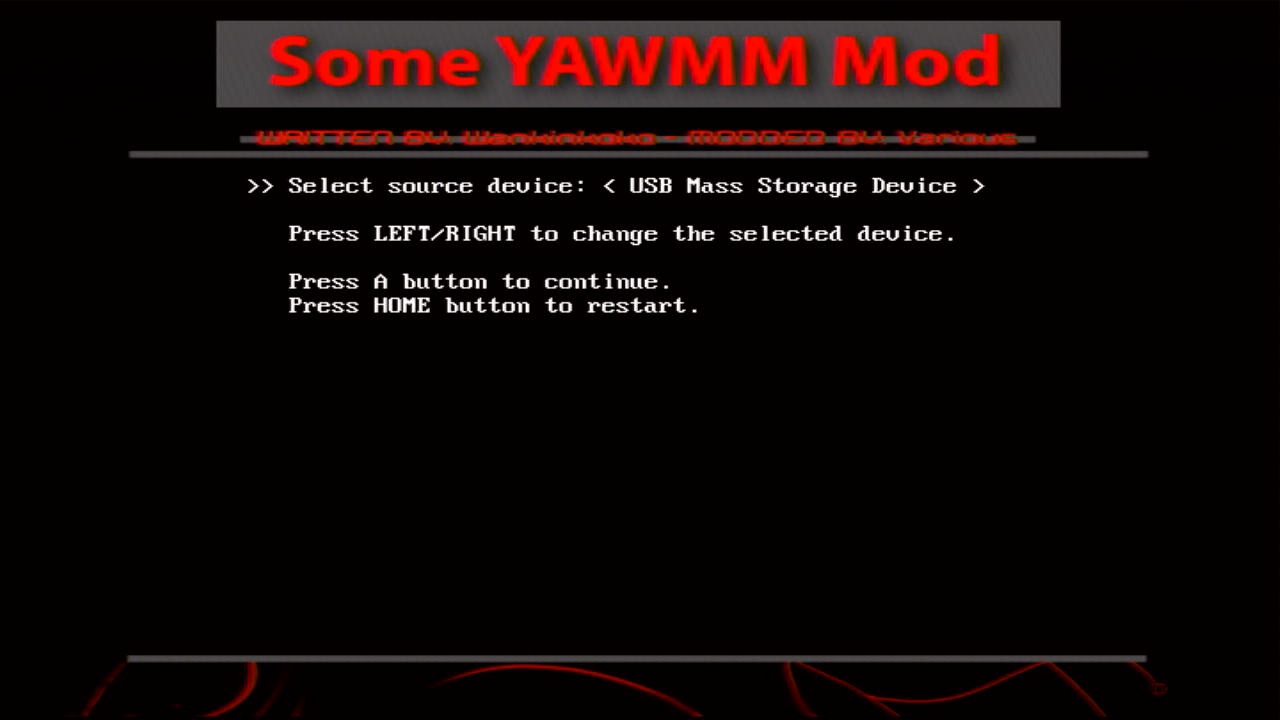 Some YAWMM Mod
WRITTEN BY: Wankinkoko - MODDED BY: Various
>> Select source device: < USB Mass Storage Device >
Press LEFT/RIGHT to change the selected device.
Press A button to continue.
Press HOME button to restart.